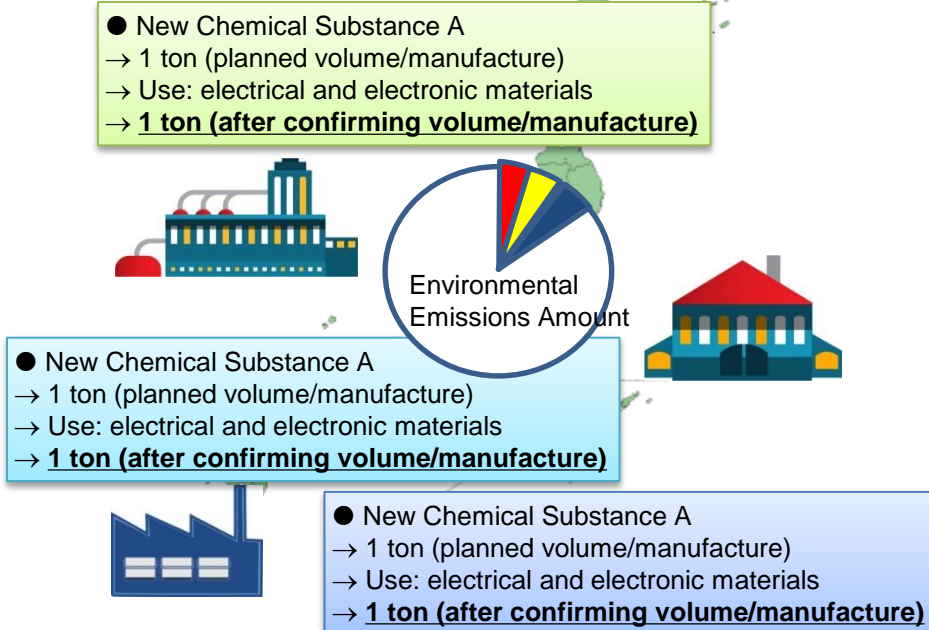 ● New Chemical Substance A
→ 1 ton (planned volume/manufacture)
→ Use: electrical and electronic materials
→ 1 ton (after confirming volume/manufacture)
Environmental
Emissions Amount
● New Chemical Substance A
→ 1 ton (planned volume/manufacture)
→ Use: electrical and electronic materials
→ 1 ton (after confirming volume/manufacture)
● New Chemical Substance A
→ 1 ton (planned volume/manufacture)
→ Use: electrical and electronic materials
→ 1 ton (after confirming volume/manufacture)